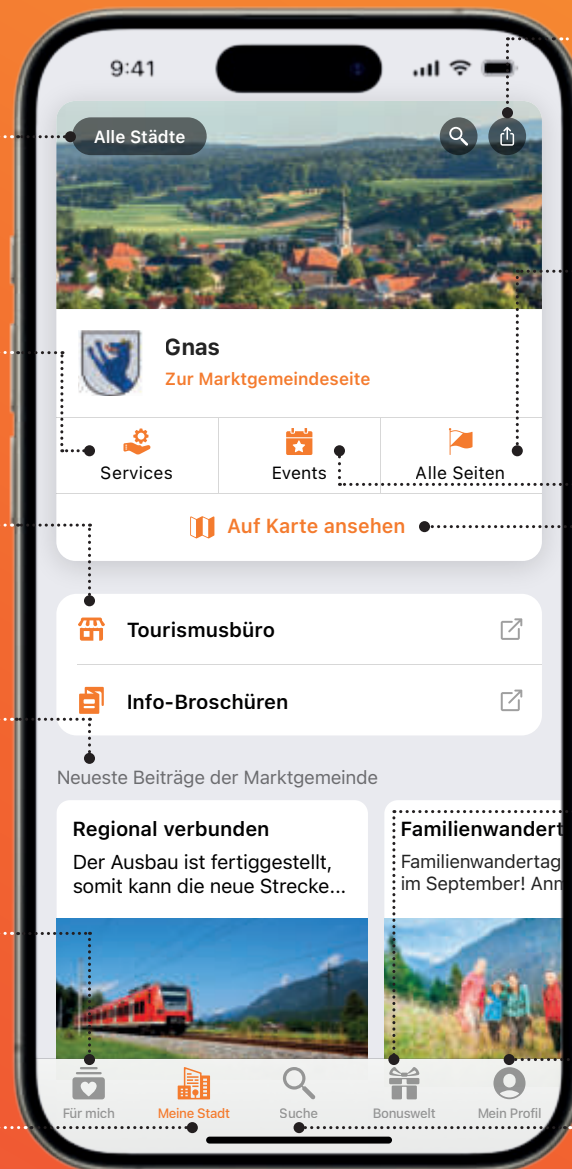 9:41
Alle Städte
Gnas
Zur Marktgemeindeseite
Services
Events
Alle Seiten
Auf Karte ansehen
Tourismusbüro
Info-Broschüren
Neueste Beiträge der Marktgemeinde
Regional verbunden
Der Ausbau ist fertiggestellt,
somit kann die neue Strecke...
Familienwandert
Familienwandertag
im September! Anm
Für mich
Meine Stadt
Suche
Bonuswelt
Mein Profil